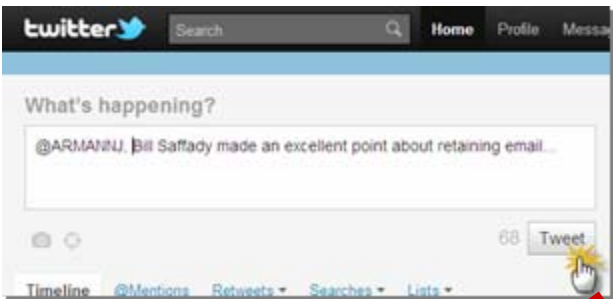 twitter Search Home Profile Messa
What's happening?
@ARMANNJ, Bill Saffady made an excellent point about retaining email...
68 Tweet
Timeline @Mentions Retweets Searches Lists